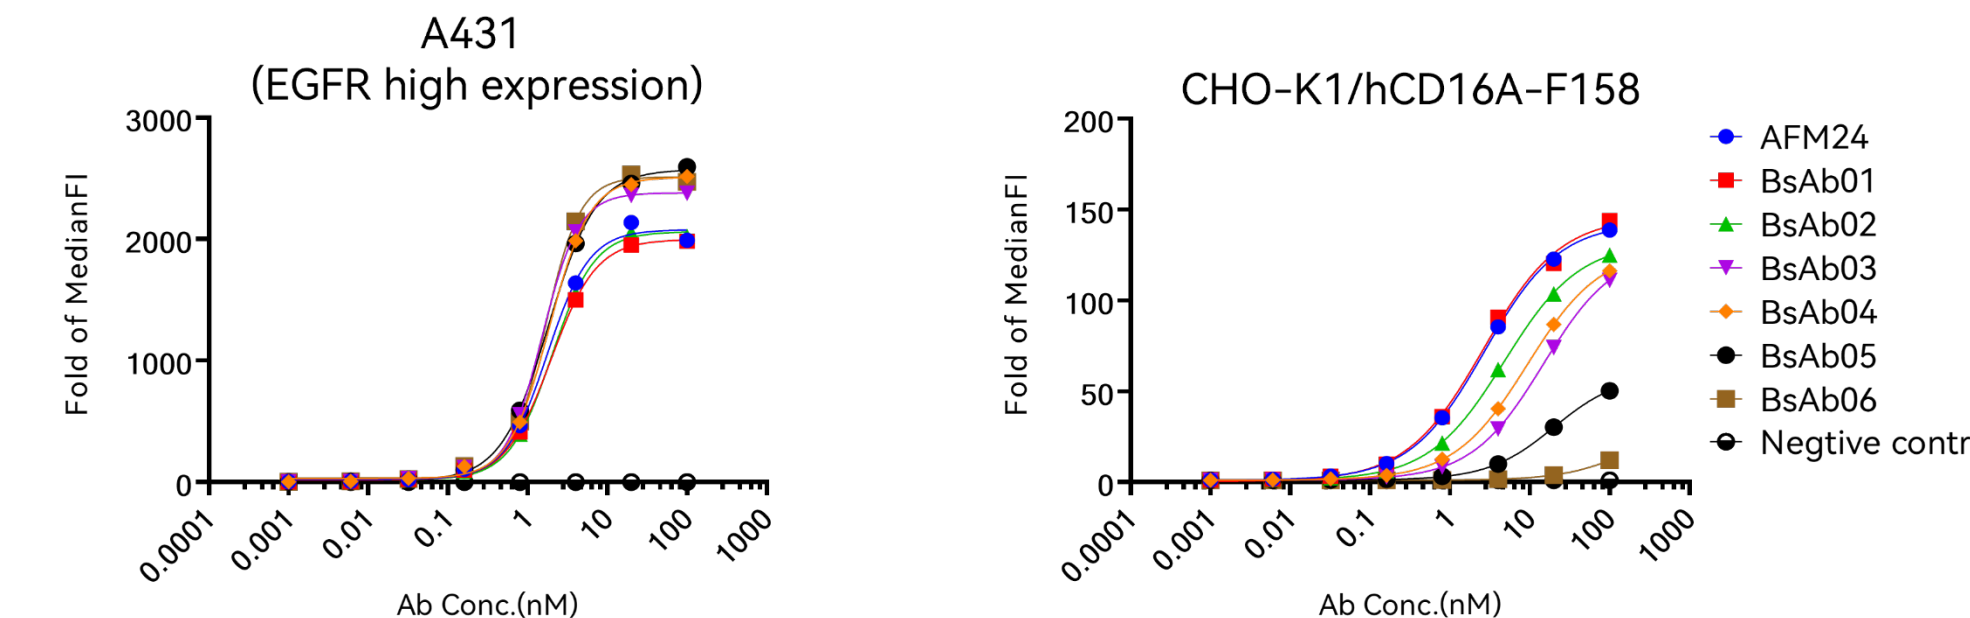 A431
(EGFR high expression)
3000
2000
1000
0
Fold of MedianFI
0.0001
0.001
0.01
0.1
1
10
100
1000
Ab Conc.(nM)
CHO-K1/hCD16A-F158
200
150
100
50
0
Fold of MedianFI
0.0001
0.001
0.01
0.1
1
10
100
1000
Ab Conc.(nM)
AFM24
BsAb01
BsAb02
BsAb03
BsAb04
BsAb05
BsAb06
Negtive contr